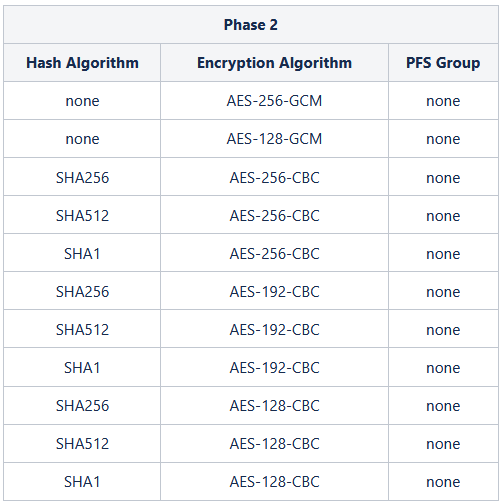 Phase 2
Hash Algorithm Encryption Algorithm PFS Group
none AES-256-GCM none
none AES-128-GCM none
SHA256 AES-256-CBC none
SHA512 AES-256-CBC none
SHA1 AES-256-CBC none
SHA256 AES-192-CBC none
SHA512 AES-192-CBC none
SHA1 AES-192-CBC none
SHA256 AES-128-CBC none
SHA512 AES-128-CBC none
SHA1 AES-128-CBC none